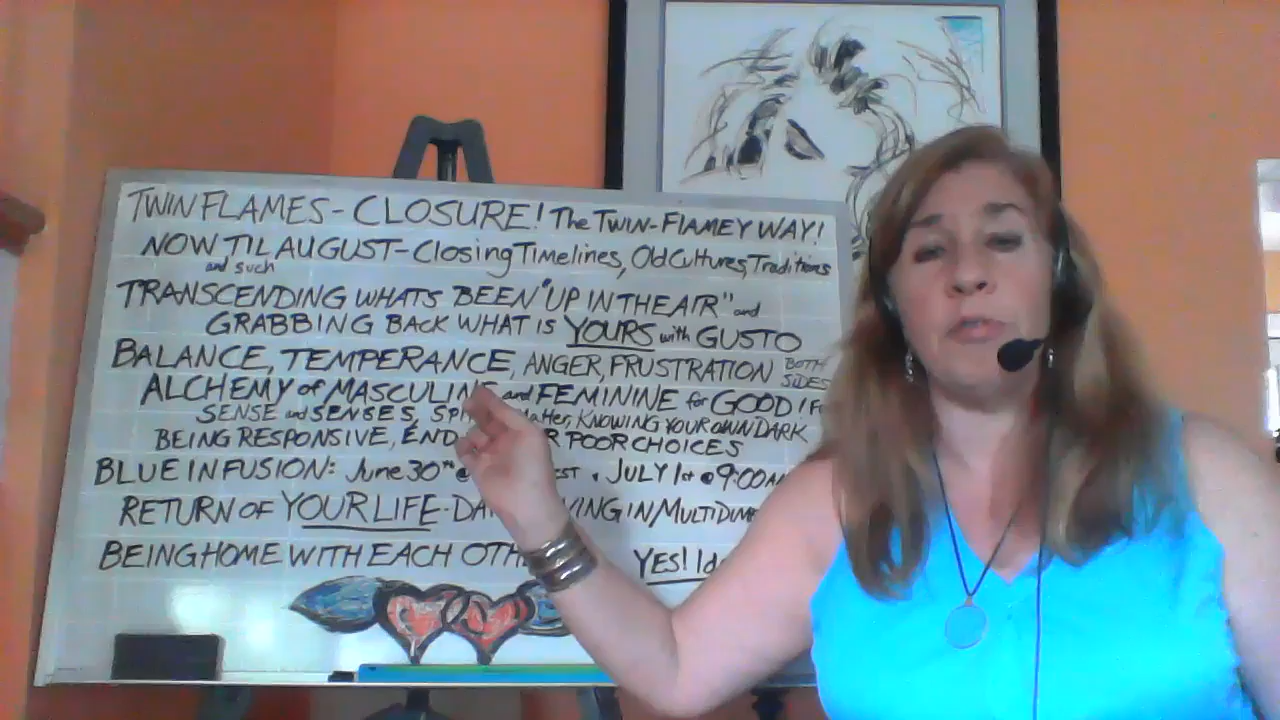 TWIN FLAMES - CLOSURE! The TWIN-FLAMEY WAY!
NOW TIL AUGUST - Closing Timelines, Old Cultures, Traditions
and such
TRANSCENDING WHATS BEEN "UP IN THE AIR" and
GRABBING BACK WHAT IS YOURS with GUSTO
BALANCE, TEMPERANCE, ANGER, FRUSTRATION BOTH SIDES
ALCHEMY of MASCULINE and FEMININE for GOOD!
SENSE and SENSES, Matter, KNOWING YOUR OWN DARK
BEING RESPONSIVE, POOR CHOICES
BLUE INFUSION: June 30th @ EST . JULY 1st @ 9:00
RETURN OF YOUR LIFE - IN
BEING HOME WITH EACH YES!